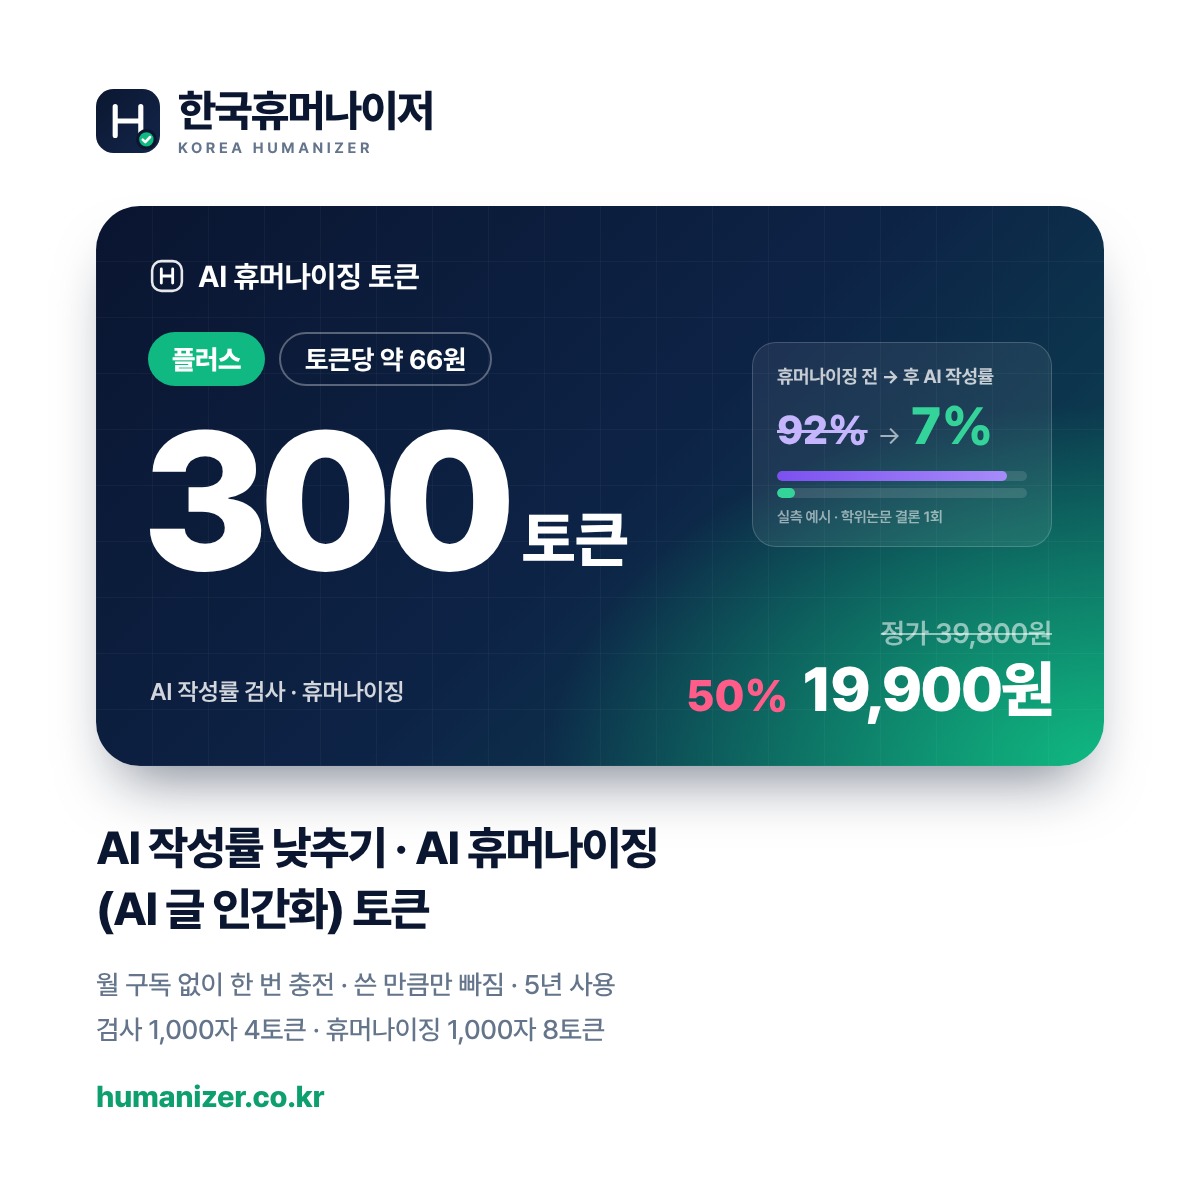 한국휴머나이저
KOREA HUMANIZER
AI 휴머나이징 토큰
플러스
토큰당 약 66원
300 토큰
휴머나이징 전 → 후 AI 작성률
92% → 7%
실측 예시 · 학위논문 결론 1회
정가 39,800원
50% 19,900원
AI 작성률 검사 · 휴머나이징
AI 작성률 낮추기 · AI 휴머나이징
(AI 글 인간화) 토큰
월 구독 없이 한 번 충전 · 쓴 만큼만 빠짐 · 5년 사용
검사 1,000자 4토큰 · 휴머나이징 1,000자 8토큰
humanizer.co.kr